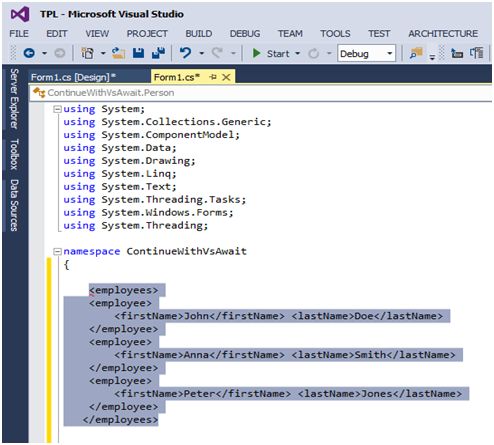 TPL - Microsoft Visual Studio
FILE EDIT VIEW PROJECT BUILD DEBUG TEAM TOOLS TEST ARCHITECTURE
Start Debug
Form1.cs [Design]* Form1.cs*
ContinueWithVsAwait.Person
Server Explorer
Toolbox
Data Sources
using System;
using System.Collections.Generic;
using System.ComponentModel;
using System.Data;
using System.Drawing;
using System.Linq;
using System.Text;
using System.Threading.Tasks;
using System.Windows.Forms;
using System.Threading;
namespace ContinueWithVsAwait
{
<employees>
<employee>
<firstName>John</firstName> <lastName>Doe</lastName>
</employee>
<employee>
<firstName>Anna</firstName> <lastName>Smith</lastName>
</employee>
<employee>
<firstName>Peter</firstName> <lastName>Jones</lastName>
</employee>
</employees>